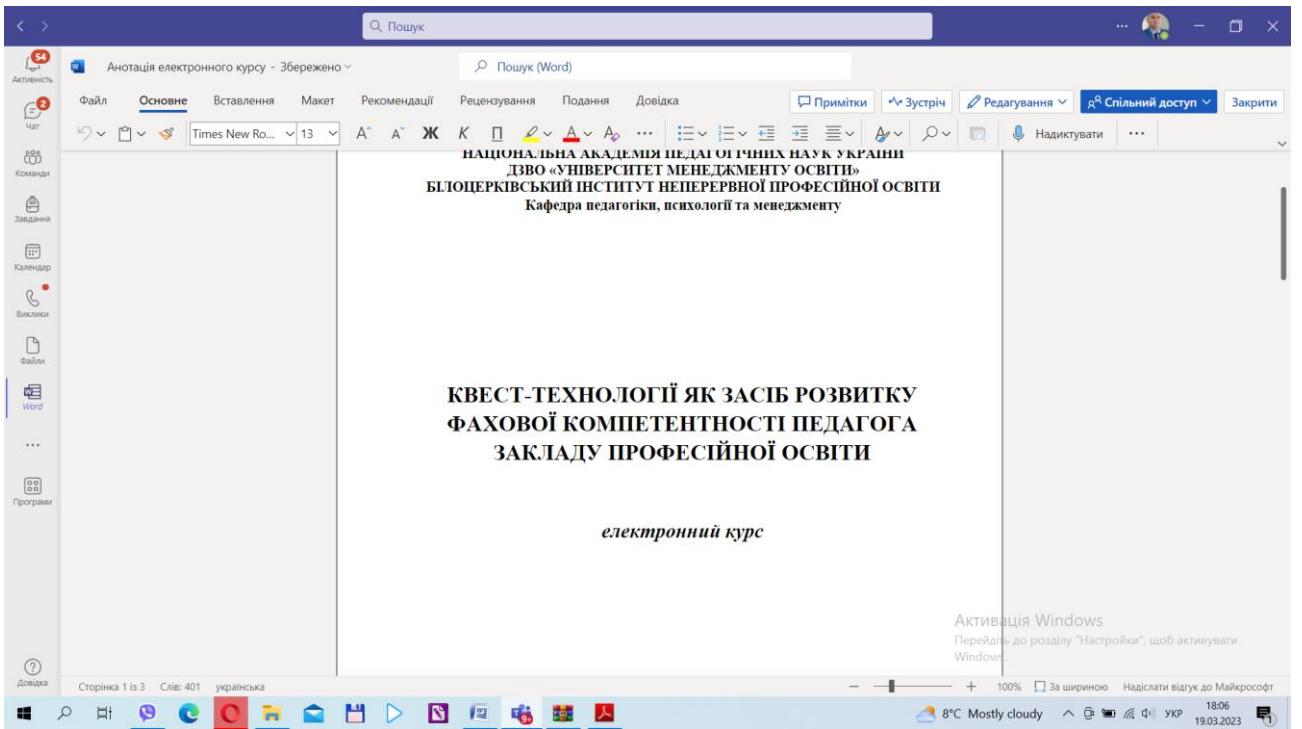 Пошук
54
Активність
2
Чат
Команди
Завдання
Календар
Виклики
Файли
Word
Програми
Довідка
Анотація електронного курсу - Збережено
Пошук (Word)
Файл Основне Вставлення Макет Рекомендації Рецензування Подання Довідка Примітки Зустріч Редагування Спільний доступ Закрити
Times New Ro... 13 Ж К П Надиктувати
НАЦІОНАЛЬНА АКАДЕМІЯ ПЕДАГОГІЧНИХ НАУК УКРАЇНИ
ДЗВО «УНІВЕРСИТЕТ МЕНЕДЖМЕНТУ ОСВІТИ»
БІЛОЦЕРКІВСЬКИЙ ІНСТИТУТ НЕПЕРЕРВНОЇ ПРОФЕСІЙНОЇ ОСВІТИ
Кафедра педагогіки, психології та менеджменту
КВЕСТ-ТЕХНОЛОГІЇ ЯК ЗАСІБ РОЗВИТКУ
ФАХОВОЇ КОМПЕТЕНТНОСТІ ПЕДАГОГА
ЗАКЛАДУ ПРОФЕСІЙНОЇ ОСВІТИ
електронний курс
Активація Windows
Перейдіть до розділу "Настройки", щоб активувати
Windows.
Сторінка 1 із 3 Слів: 401 українська 100% За шириною Надіслати відгук до Майкрософт
8°C Mostly cloudy УКР 18:06
19.03.2023